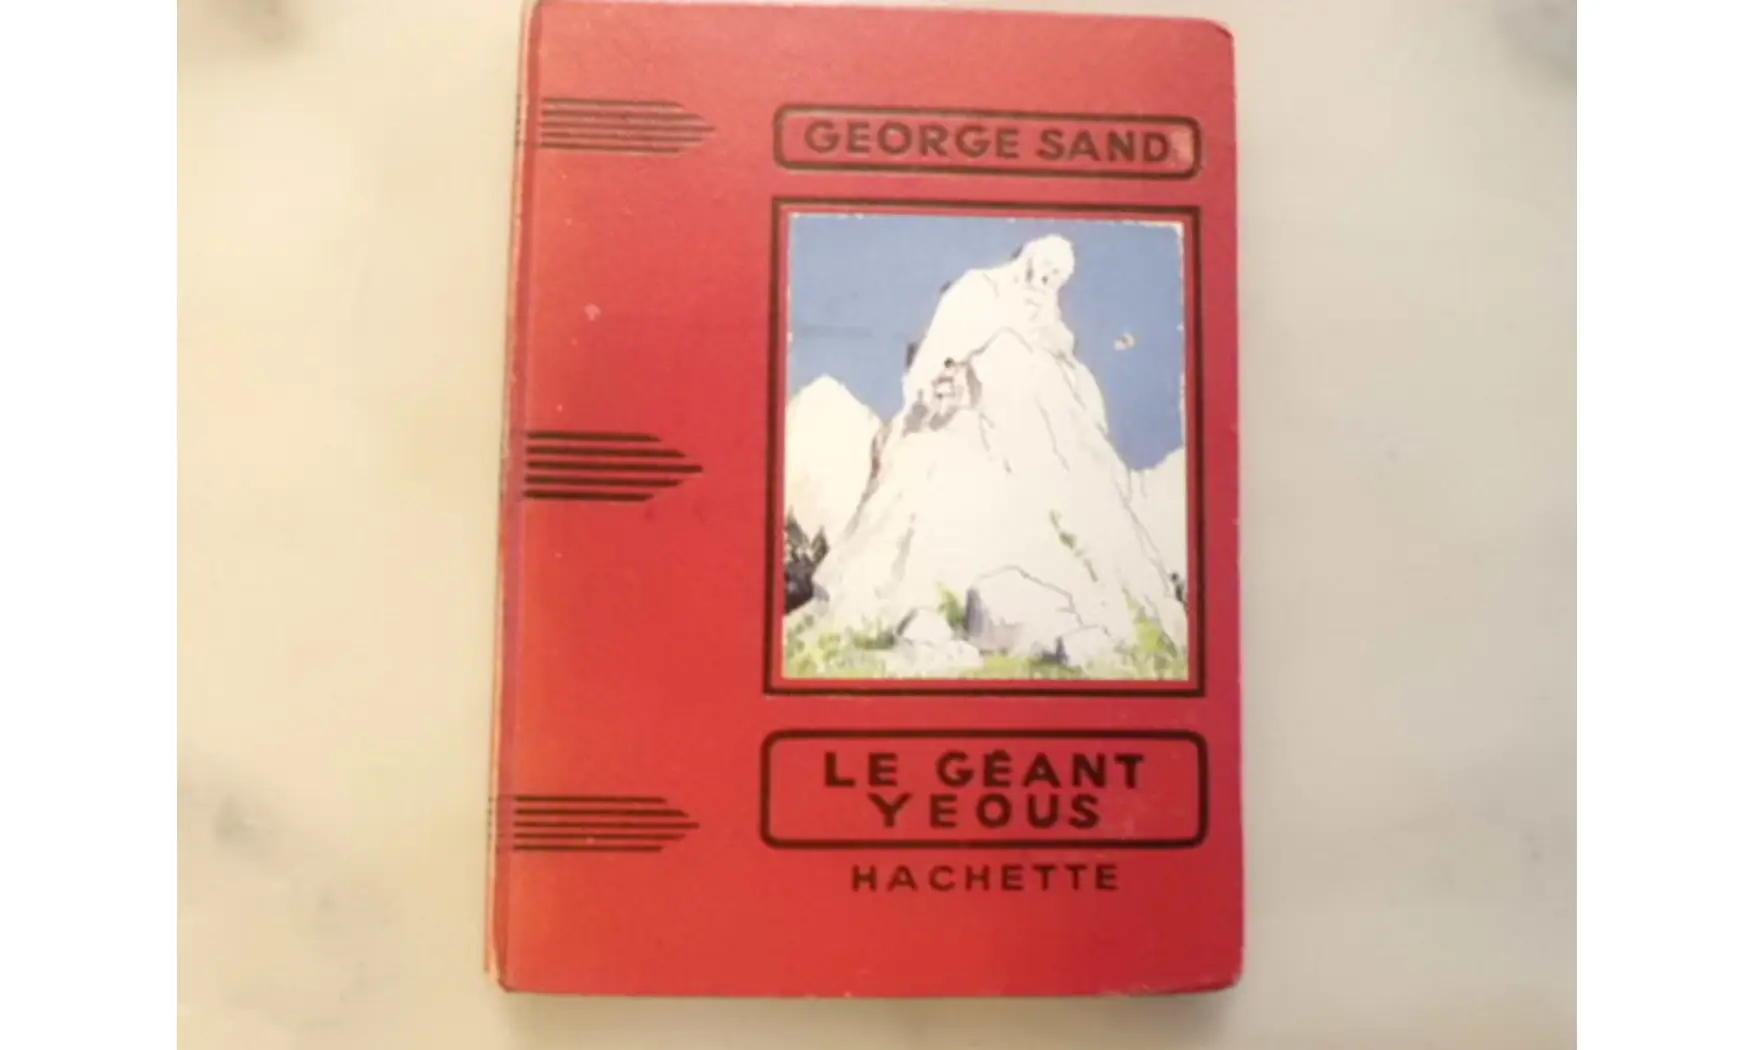 GEORGE SAND
LE GÉANT
YEOUS
HACHETTE